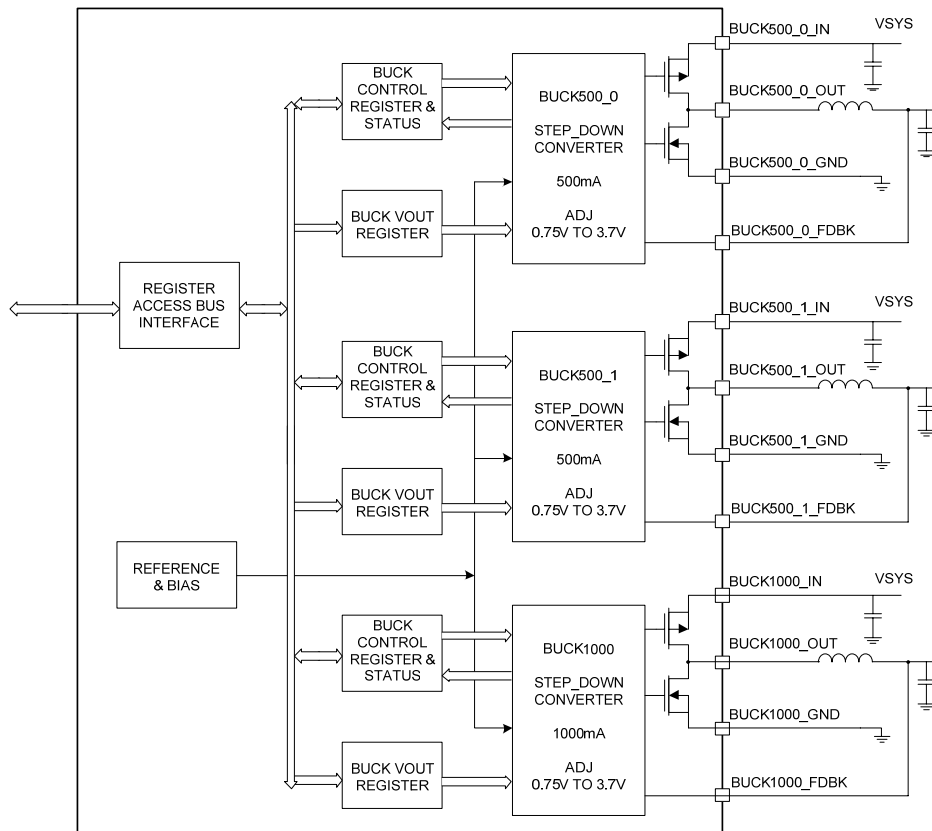 BUCK500_0_IN
VSYS
BUCK
CONTROL
REGISTER &
STATUS
BUCK500_0
STEP_DOWN
CONVERTER
500mA
ADJ
0.75V TO 3.7V
BUCK500_0_OUT
BUCK500_0_GND
BUCK VOUT
REGISTER
BUCK500_0_FDBK
REGISTER
ACCESS BUS
INTERFACE
BUCK500_1_IN
VSYS
BUCK
CONTROL
REGISTER &
STATUS
BUCK500_1
STEP_DOWN
CONVERTER
500mA
ADJ
0.75V TO 3.7V
BUCK500_1_OUT
BUCK500_1_GND
BUCK VOUT
REGISTER
BUCK500_1_FDBK
REFERENCE
& BIAS
BUCK1000_IN
VSYS
BUCK
CONTROL
REGISTER &
STATUS
BUCK1000
STEP_DOWN
CONVERTER
1000mA
ADJ
0.75V TO 3.7V
BUCK1000_OUT
BUCK1000_GND
BUCK VOUT
REGISTER
BUCK1000_FDBK